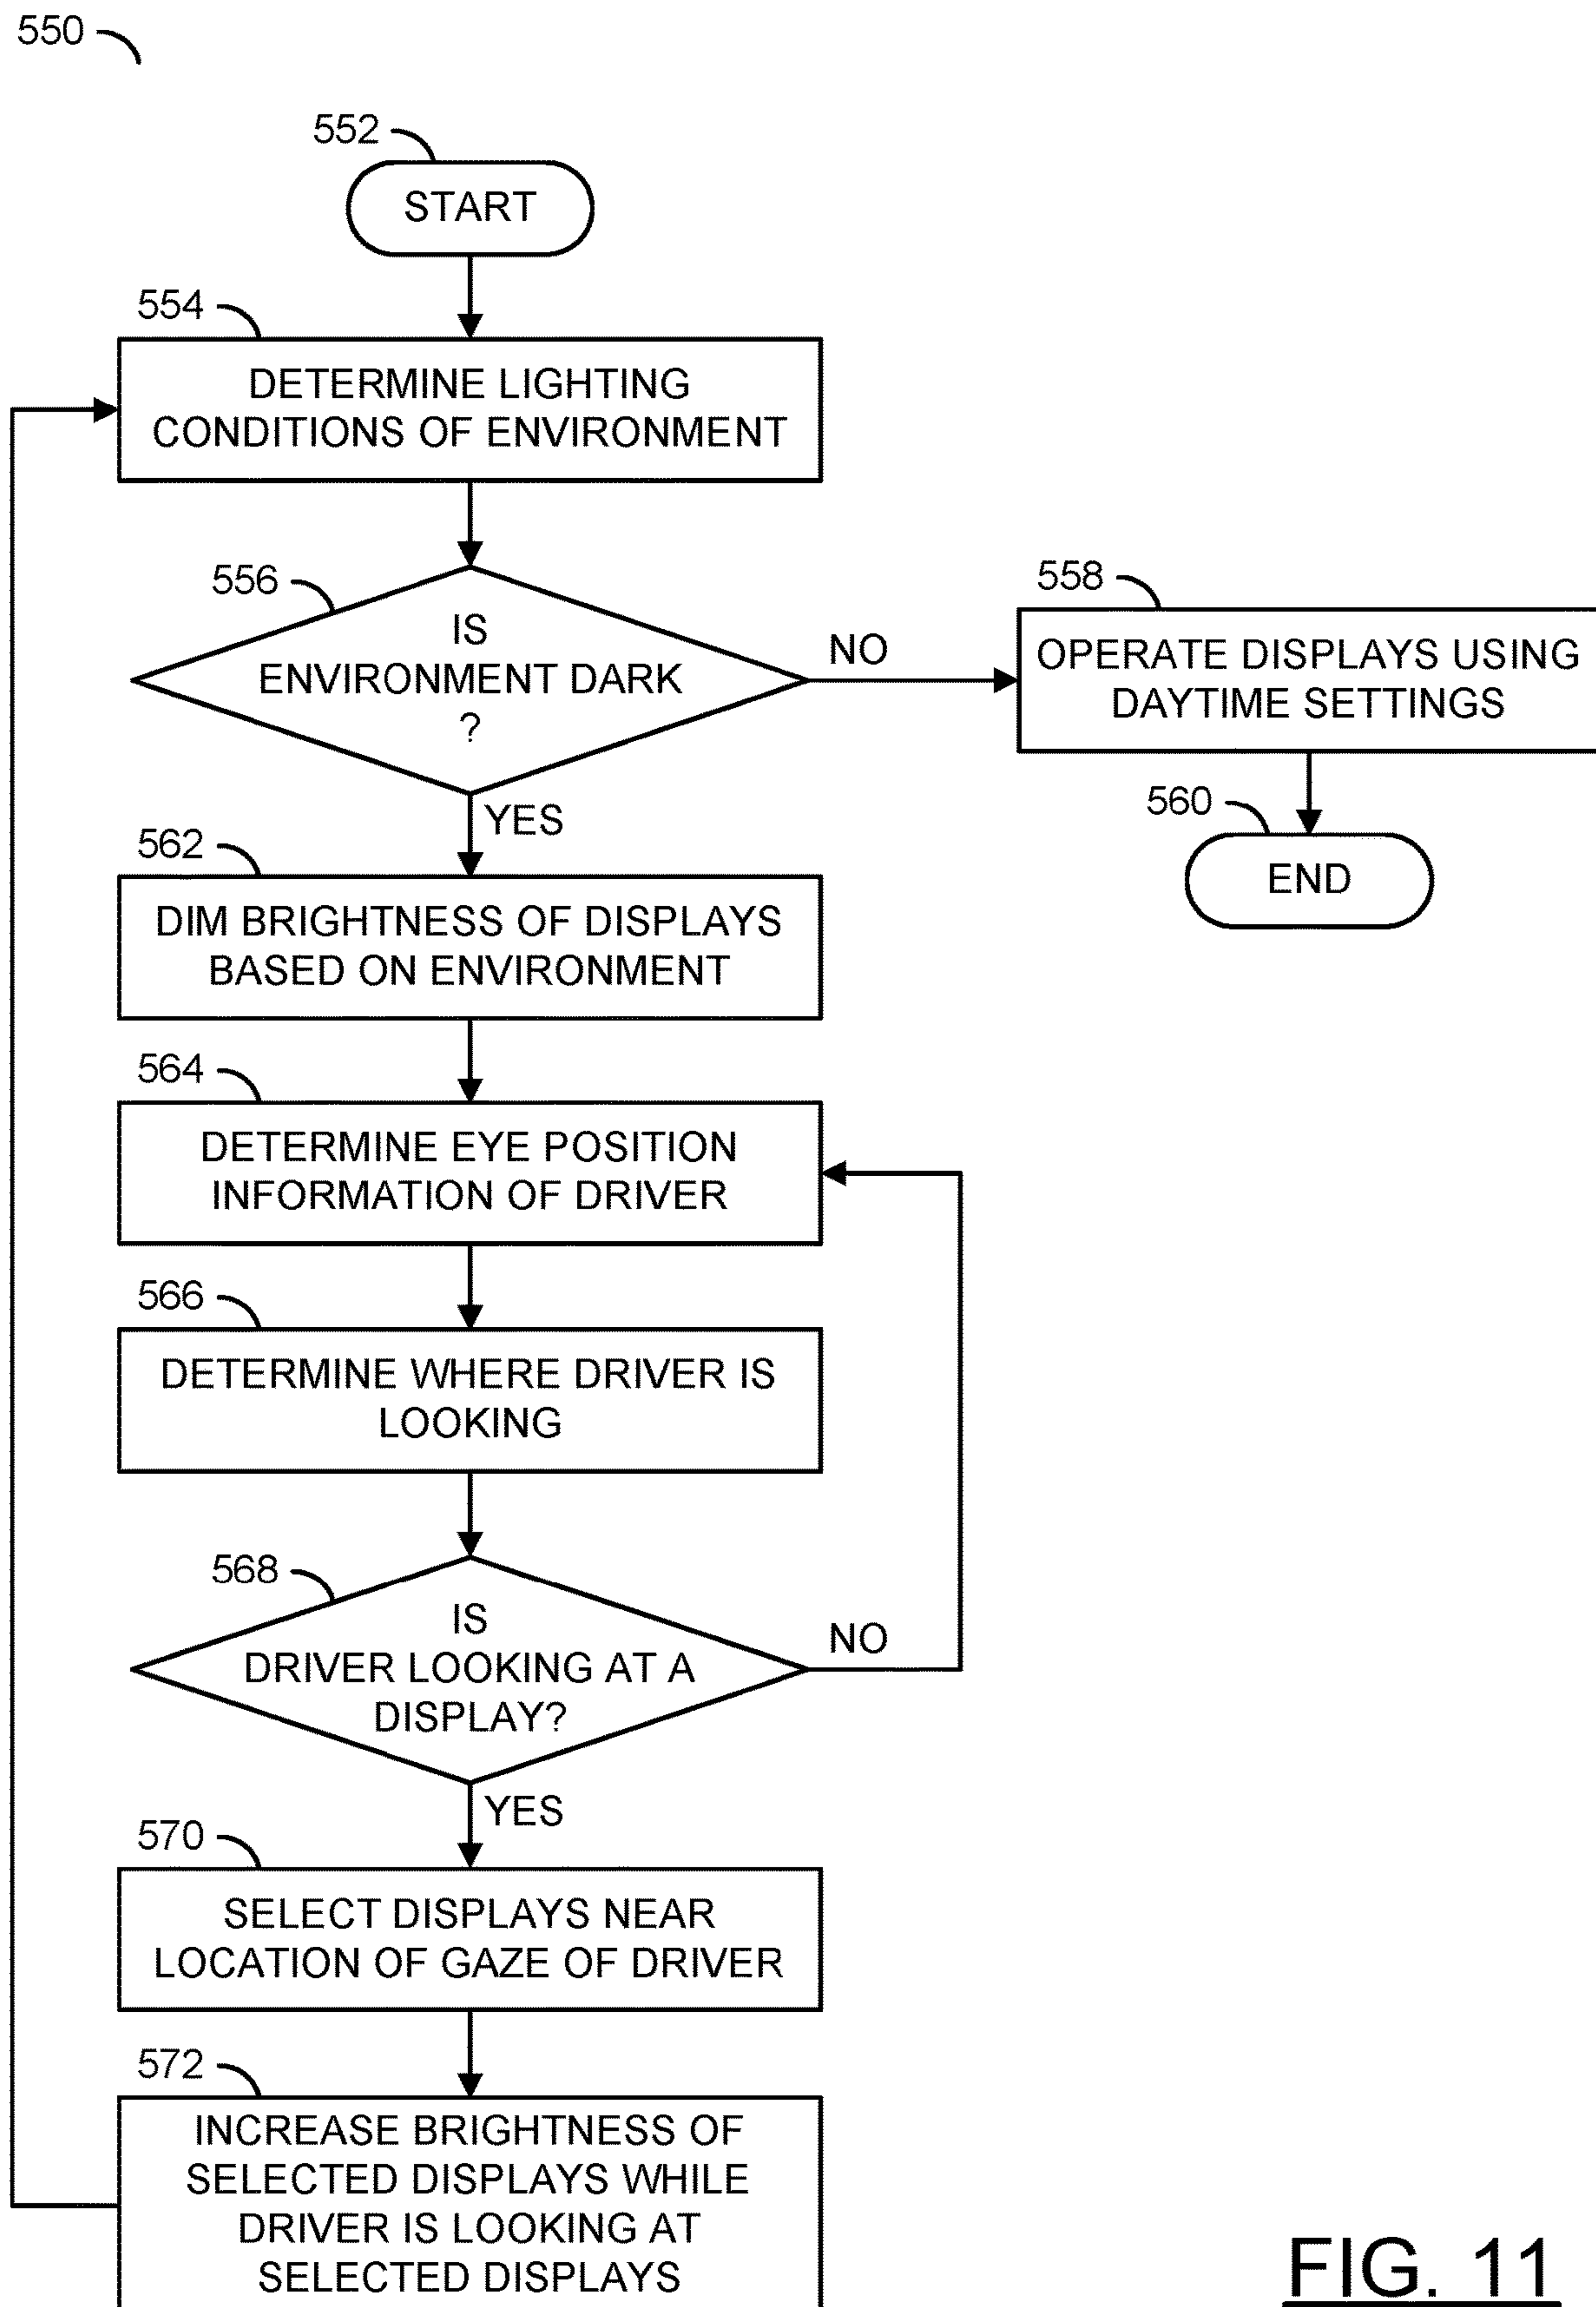 550
552
START
554
DETERMINE LIGHTING
CONDITIONS OF ENVIRONMENT
556
IS
ENVIRONMENT DARK
?
NO
558
OPERATE DISPLAYS USING
DAYTIME SETTINGS
560
END
YES
562
DIM BRIGHTNESS OF DISPLAYS
BASED ON ENVIRONMENT
564
DETERMINE EYE POSITION
INFORMATION OF DRIVER
566
DETERMINE WHERE DRIVER IS
LOOKING
568
IS
DRIVER LOOKING AT A
DISPLAY?
NO
YES
570
SELECT DISPLAYS NEAR
LOCATION OF GAZE OF DRIVER
572
INCREASE BRIGHTNESS OF
SELECTED DISPLAYS WHILE
DRIVER IS LOOKING AT
SELECTED DISPLAYS
FIG. 11